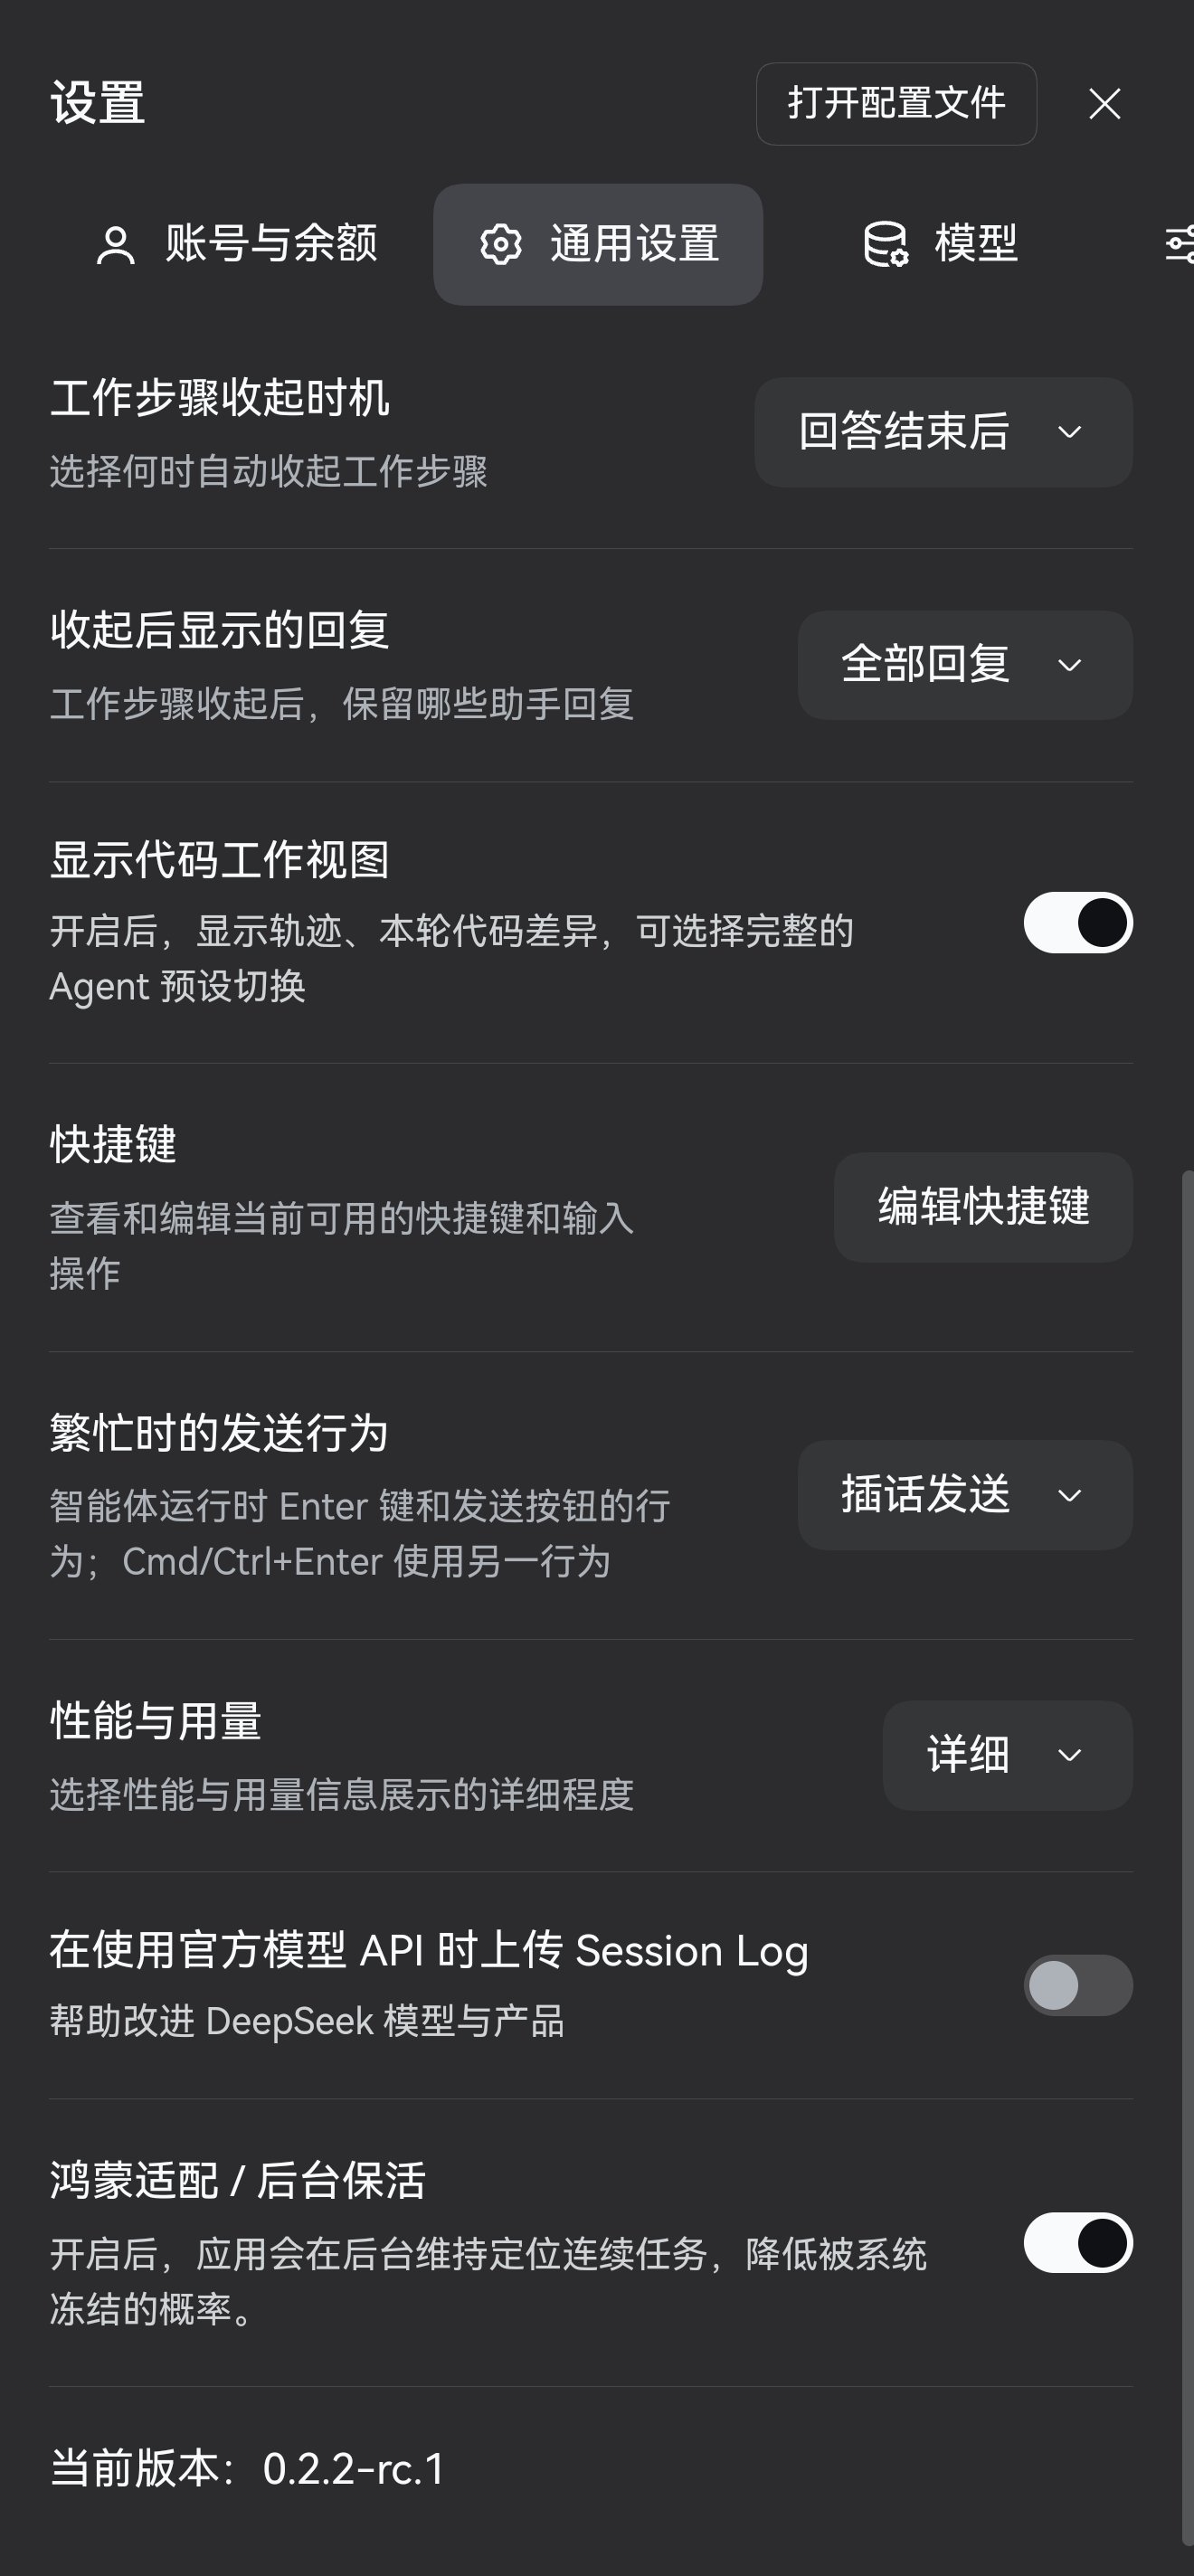 设置
打开配置文件
账号与余额
通用设置
模型
工作步骤收起时机
选择何时自动收起工作步骤
回答结束后
收起后显示的回复
工作步骤收起后，保留哪些助手回复
全部回复
显示代码工作视图
开启后，显示轨迹、本轮代码差异，可选择完整的
Agent 预设切换
快捷键
查看和编辑当前可用的快捷键和输入
操作
编辑快捷键
繁忙时的发送行为
智能体运行时 Enter 键和发送按钮的行
为；Cmd/Ctrl+Enter 使用另一行为
插话发送
性能与用量
选择性能与用量信息展示的详细程度
详细
在使用官方模型 API 时上传 Session Log
帮助改进 DeepSeek 模型与产品
鸿蒙适配 / 后台保活
开启后，应用会在后台维持定位连续任务，降低被系统
冻结的概率。
当前版本：0.2.2-rc.1